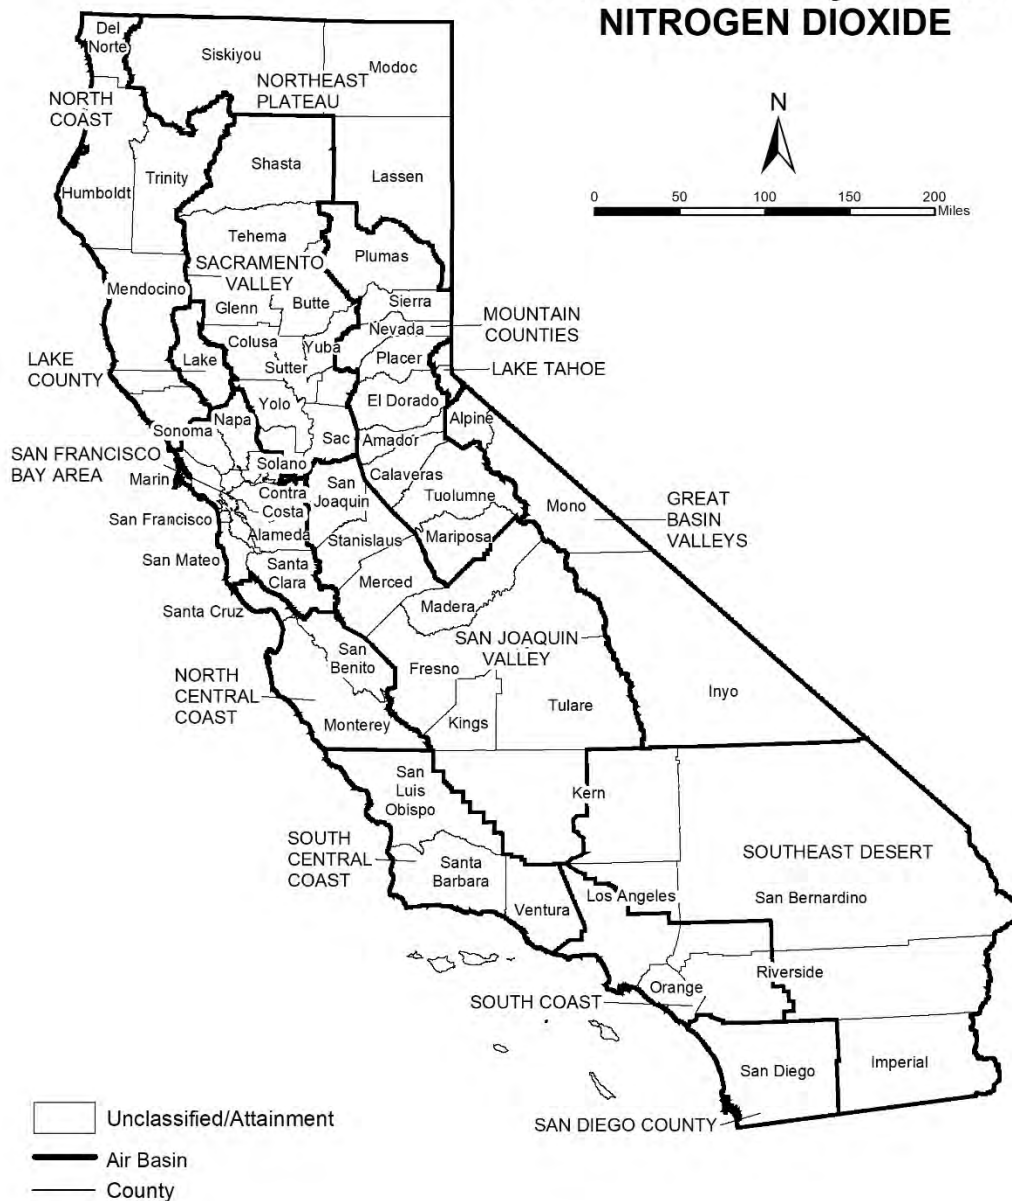 NITROGEN DIOXIDE
N
0
50
100
150
200
Miles
Del
Norte
Siskiyou
Modoc
NORTHEAST
PLATEAU
NORTH
COAST
Shasta
Trinity
Humboldt
Lassen
Tehema
Plumas
SACRAMENTO
VALLEY
Mendocino
Glenn
Butte
Sierra
Nevada
MOUNTAIN
COUNTIES
Colusa
Yuba
Lake
Sutter
Placer
LAKE TAHOE
LAKE
COUNTY
Yolo
El Dorado
Alpine
Napa
Sonoma
Sac
Amador
SAN FRANCISCO
BAY AREA
Solano
Marin
Calaveras
San
Joaquin
Contra
Costa
Tuolumne
Mono
GREAT
BASIN
VALLEYS
San Francisco
Alameda
Stanislaus
Mariposa
San Mateo
Santa
Clara
Merced
Santa Cruz
Madera
San
Benito
SAN JOAQUIN
VALLEY
Fresno
NORTH
CENTRAL
COAST
Monterey
Kings
Tulare
Inyo
San
Luis
Obispo
Kern
SOUTH
CENTRAL
COAST
Santa
Barbara
Ventura
Los Angeles
SOUTHEAST DESERT
San Bernardino
Riverside
Orange
SOUTH COAST
San Diego
Imperial
SAN DIEGO COUNTY
Unclassified/Attainment
Air Basin
County